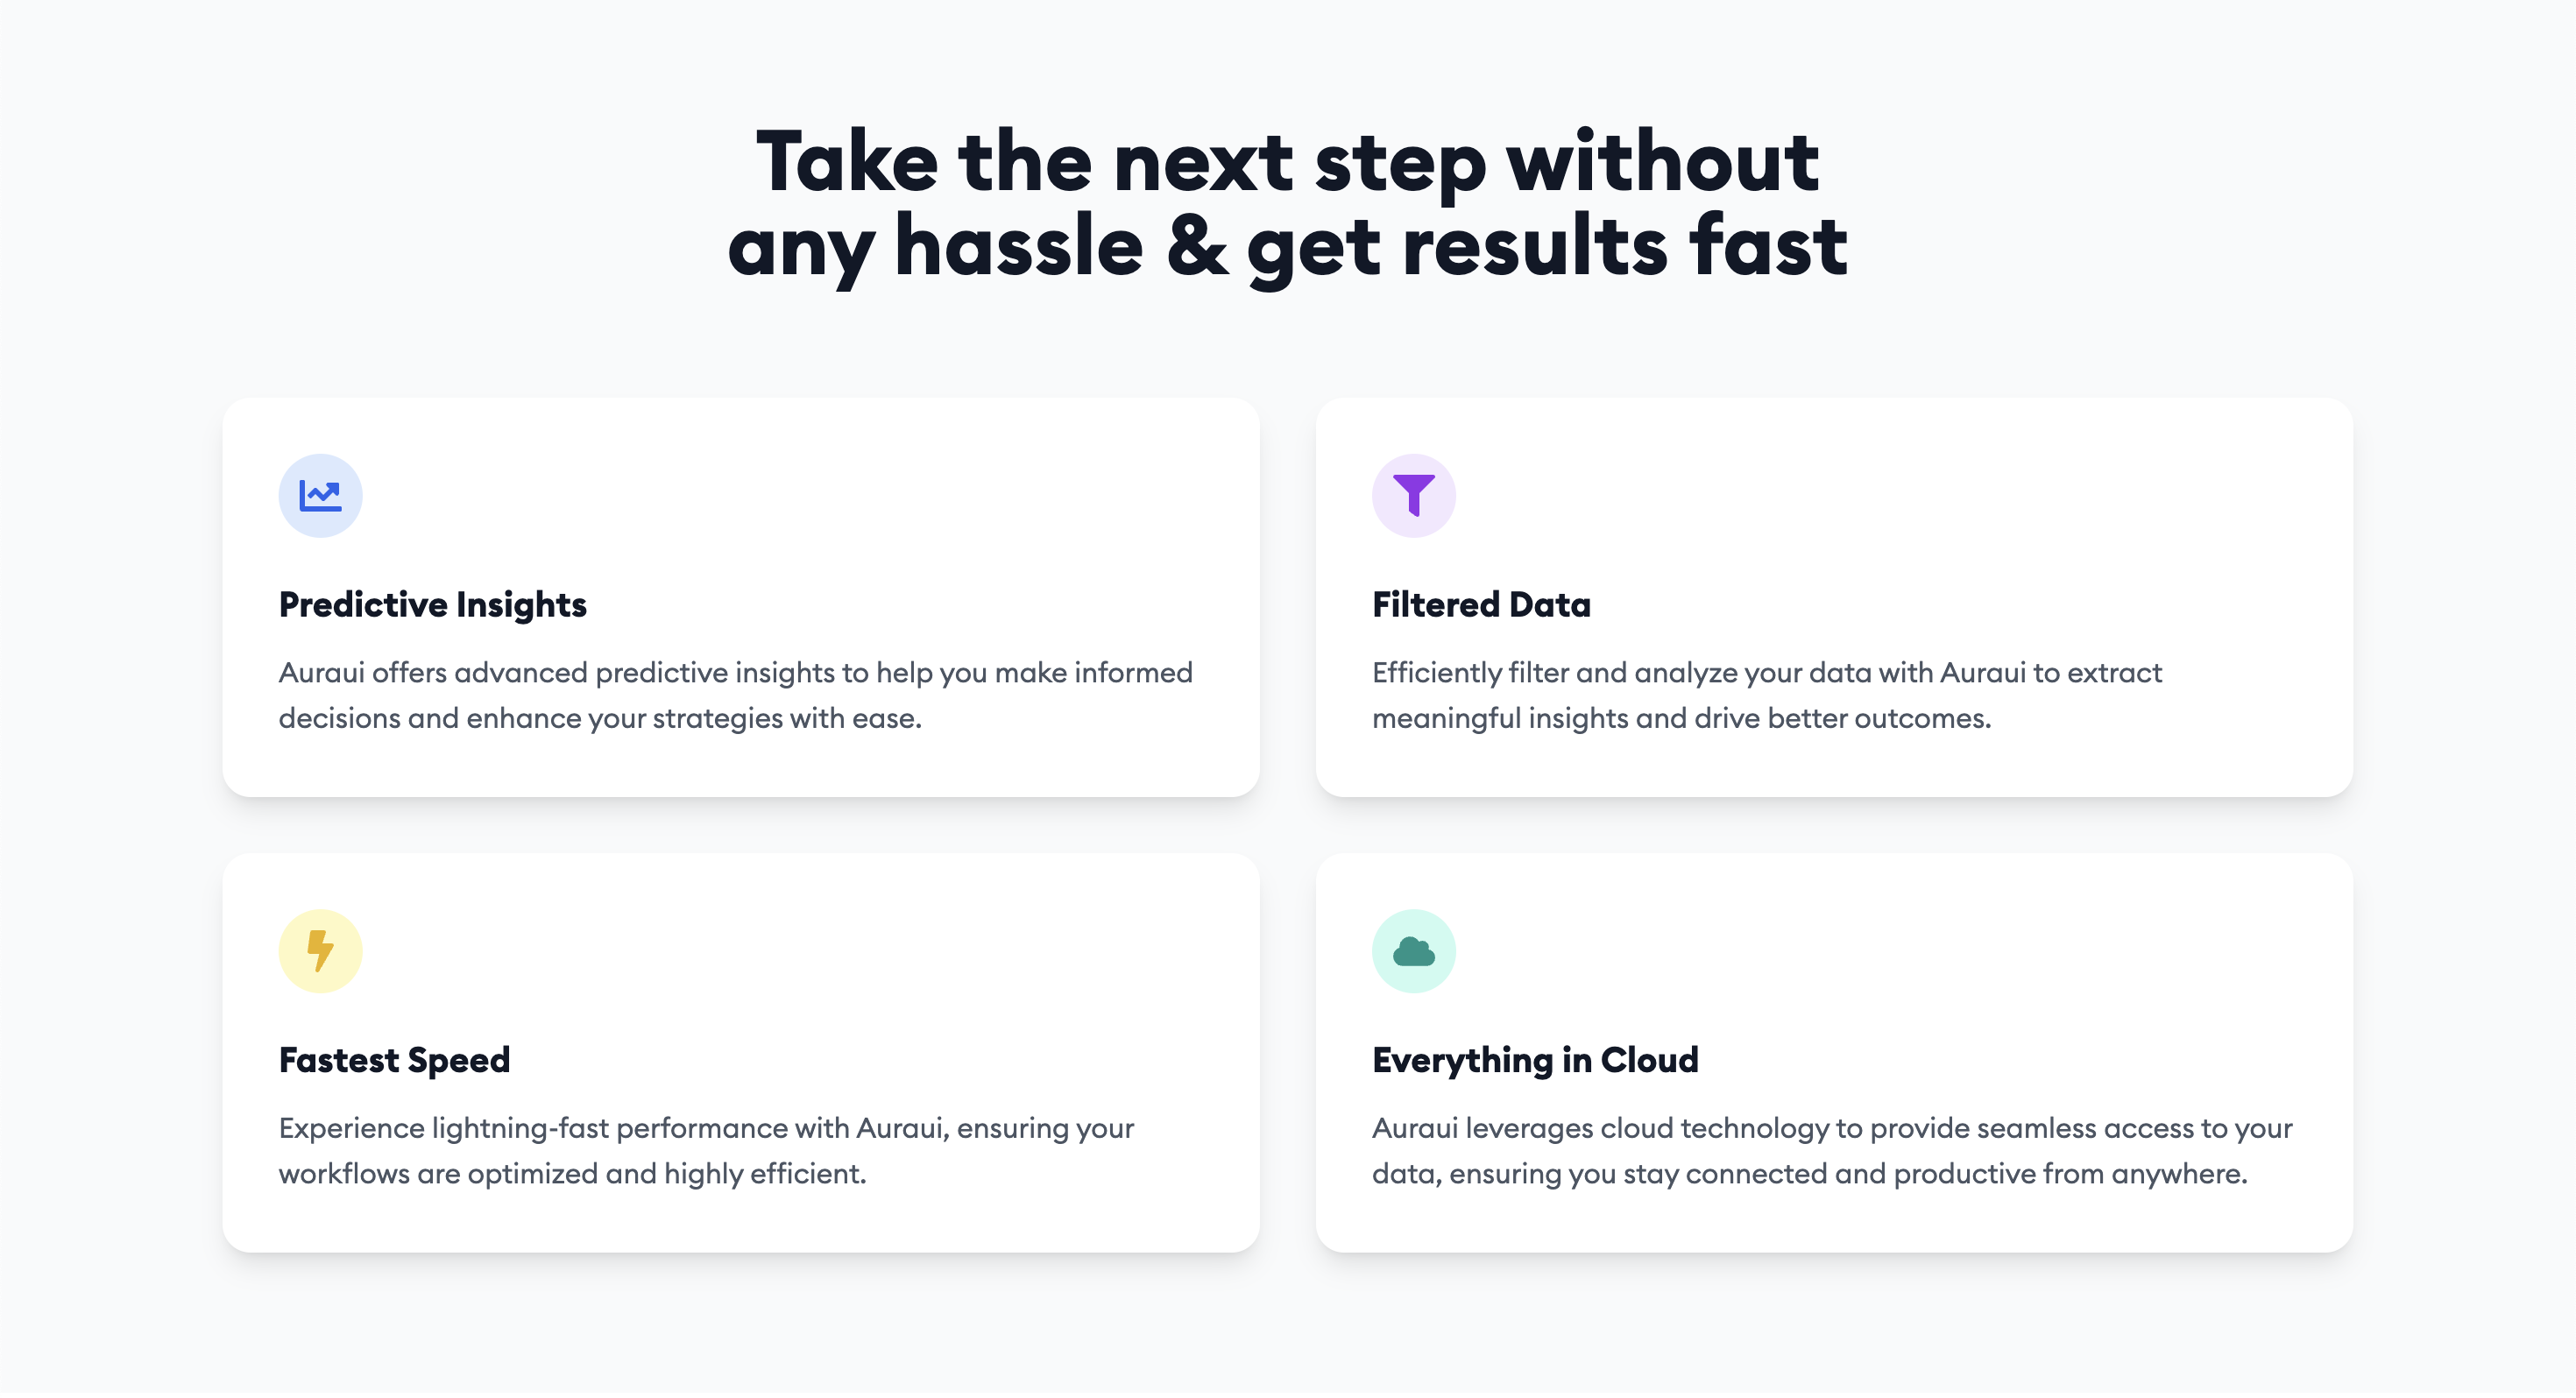 Take the next step without
any hassle & get results fast
Predictive Insights
Auraui offers advanced predictive insights to help you make informed
decisions and enhance your strategies with ease.
Filtered Data
Efficiently filter and analyze your data with Auraui to extract
meaningful insights and drive better outcomes.
Fastest Speed
Experience lightning-fast performance with Auraui, ensuring your
workflows are optimized and highly efficient.
Everything in Cloud
Auraui leverages cloud technology to provide seamless access to your
data, ensuring you stay connected and productive from anywhere.